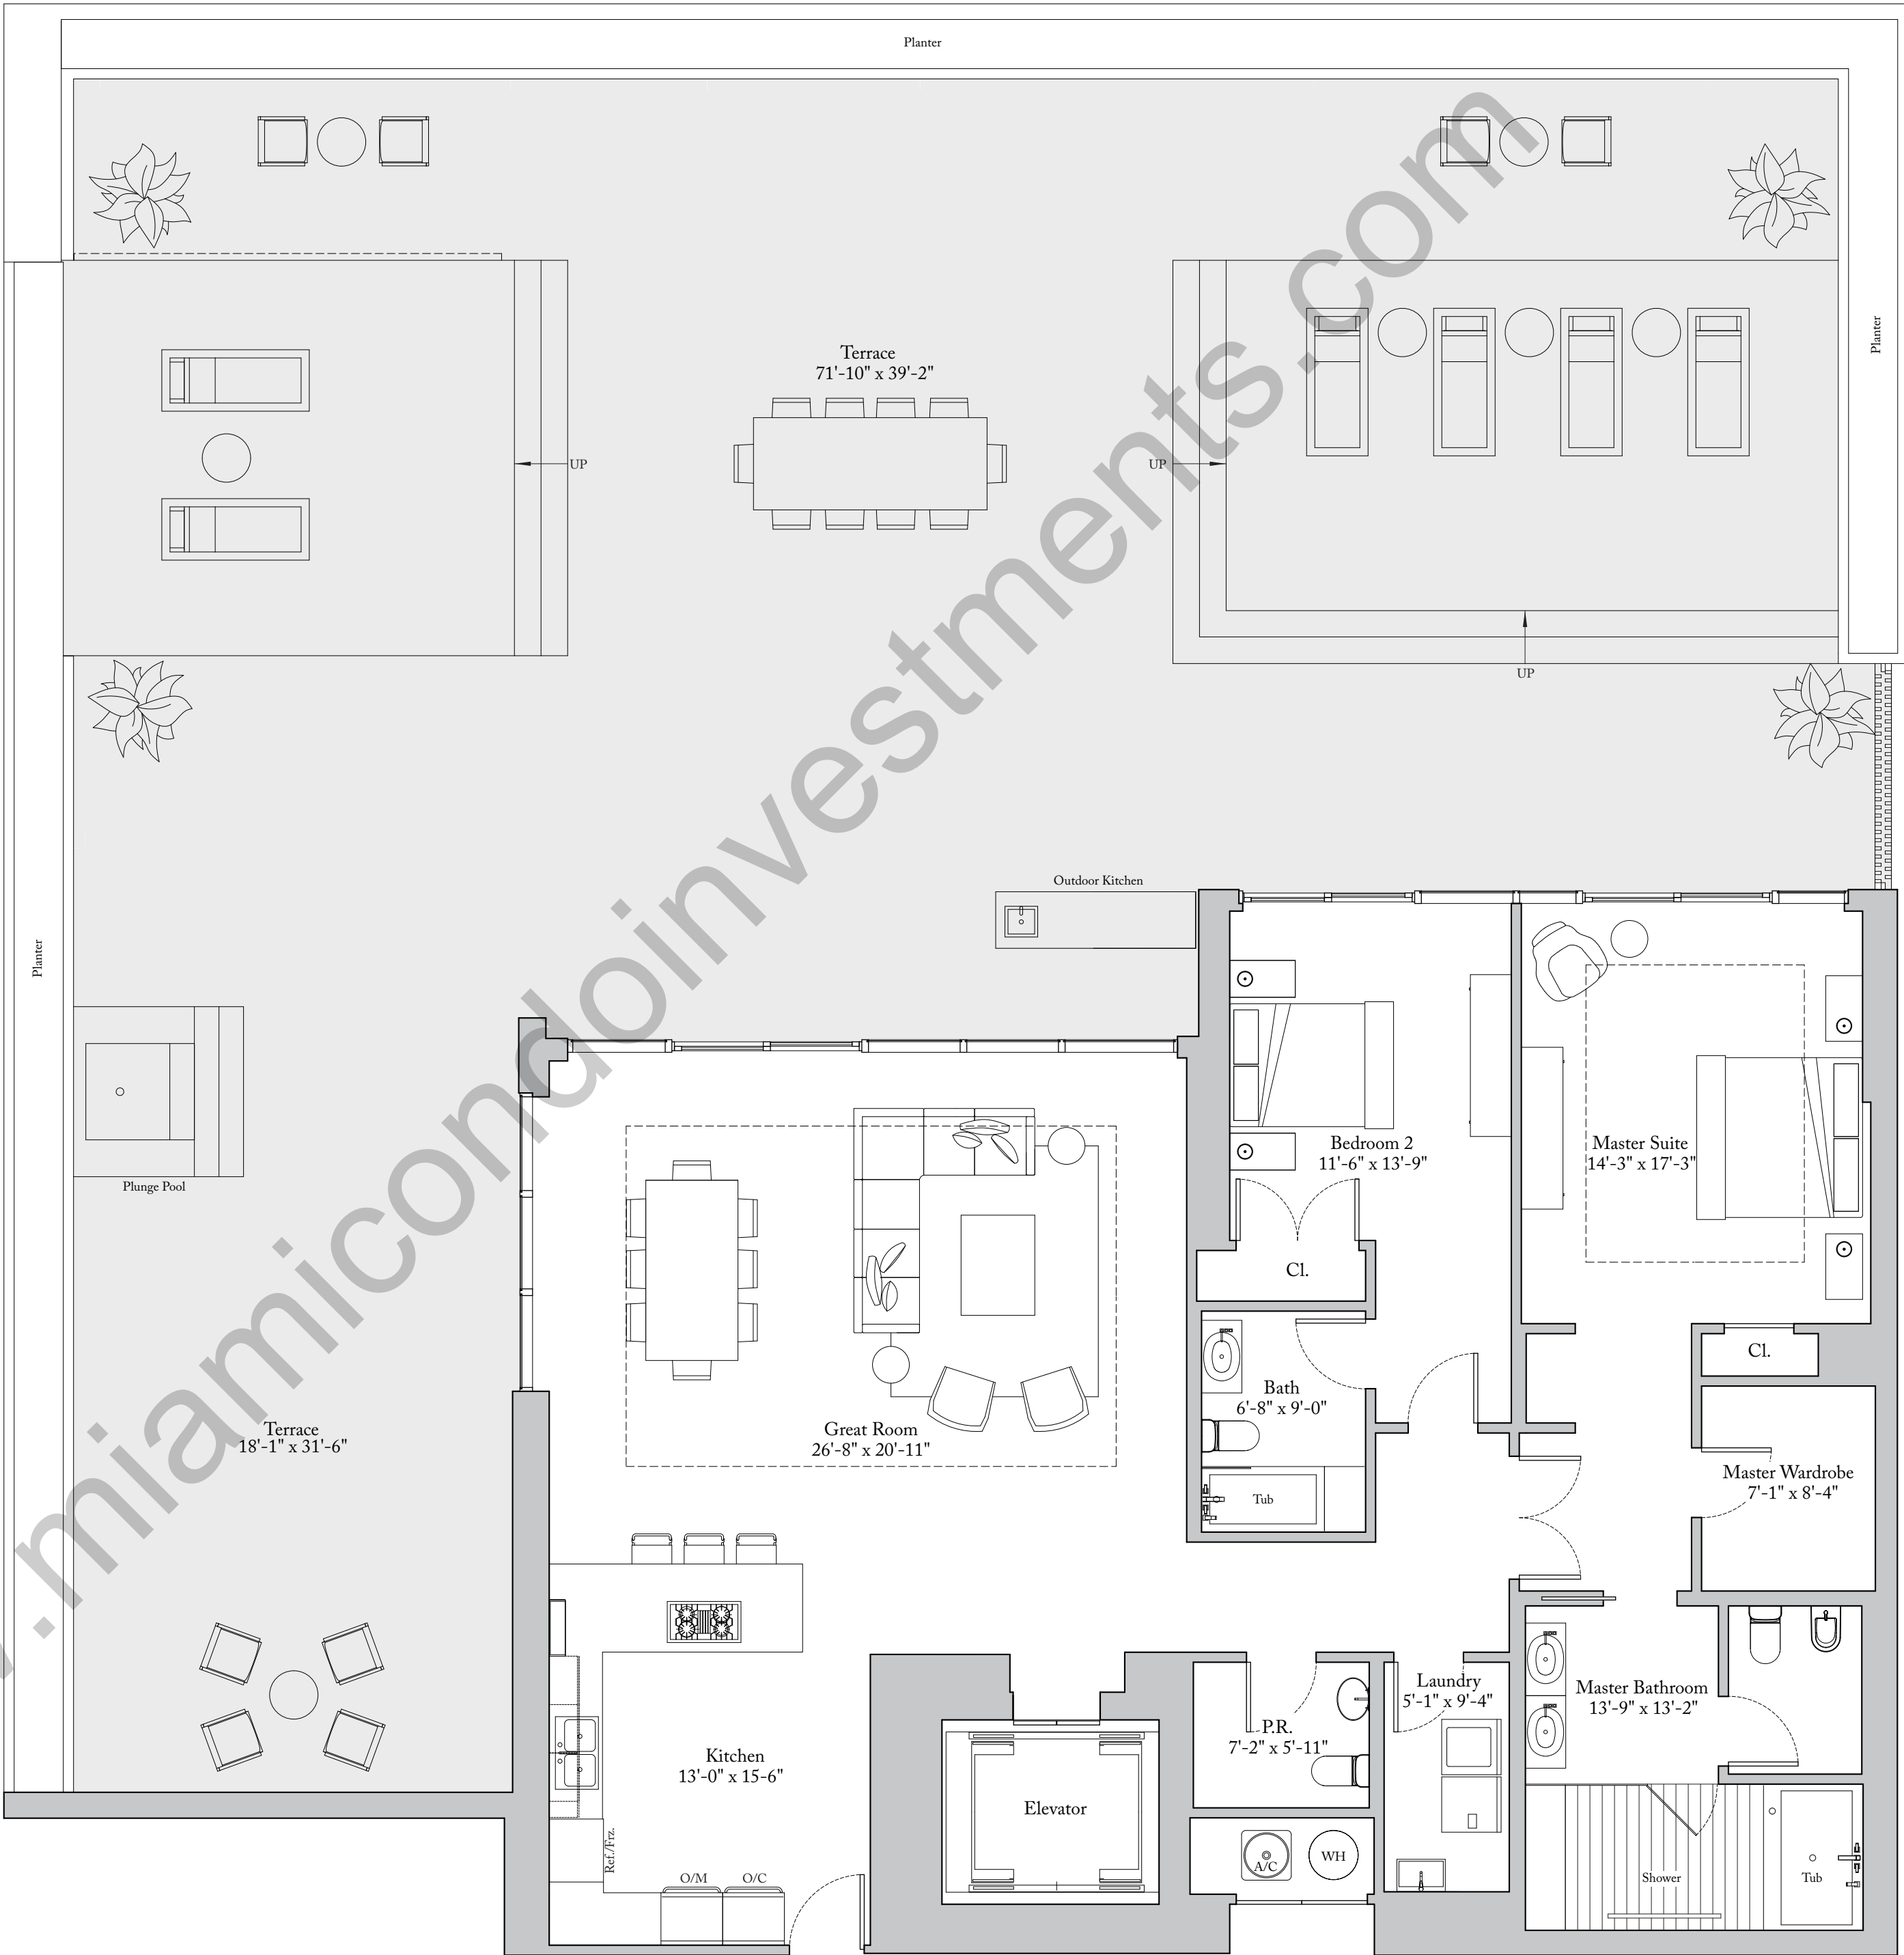 Planter
Planter
Terrace
71'-10" x 39'-2"
UP
UP
UP
Outdoor Kitchen
Planter
Plunge Pool
Bedroom 2
11'-6" x 13'-9"
Master Suite
14'-3" x 17'-3"
Cl.
Cl.
Bath
6'-8" x 9'-0"
Terrace
18'-1" x 31'-6"
Great Room
26'-8" x 20'-11"
Master Wardrobe
7'-1" x 8'-4"
Tub
Laundry
5'-1" x 9'-4"
Master Bathroom
13'-9" x 13'-2"
P.R.
7'-2" x 5'-11"
Kitchen
13'-0" x 15-6"
Elevator
Ref./Frz.
A/C
WH
O/M
O/C
Shower
Tub
.miamicondoinvestments.com